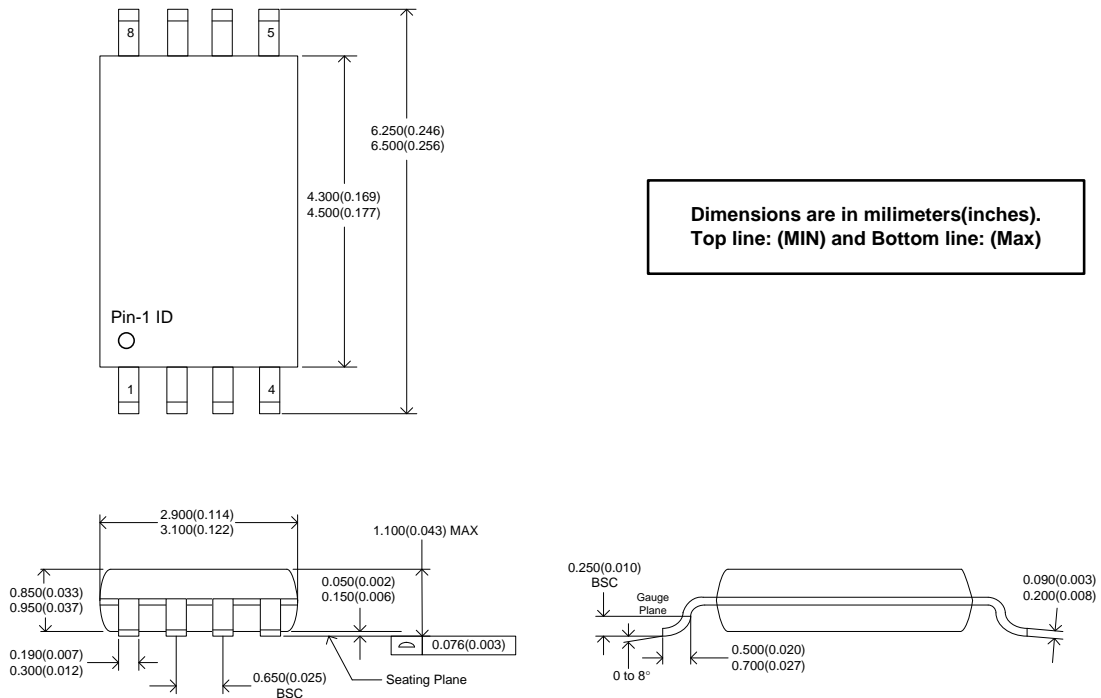 8
5
6.250(0.246)
6.500(0.256)
4.300(0.169)
4.500(0.177)
Dimensions are in milimeters(inches).
Top line: (MIN) and Bottom line: (Max)
Pin-1 ID
1
4
2.900(0.114)
3.100(0.122)
1.100(0.043) MAX
0.850(0.033)
0.950(0.037)
0.050(0.002)
0.150(0.006)
0.076(0.003)
0.190(0.007)
0.300(0.012)
0.650(0.025)
BSC
Seating Plane
0.250(0.010)
BSC
Gauge
Plane
0.090(0.003)
0.200(0.008)
0 to 8°
0.500(0.020)
0.700(0.027)